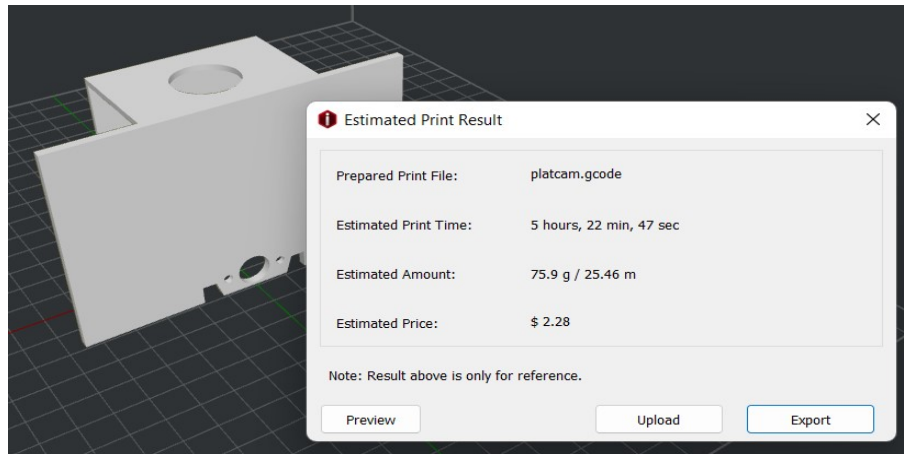 Estimated Print Result
Prepared Print File: platcam.gcode
Estimated Print Time: 5 hours, 22 min, 47 sec
Estimated Amount: 75.9 g / 25.46 m
Estimated Price: $ 2.28
Note: Result above is only for reference.
Preview Upload Export